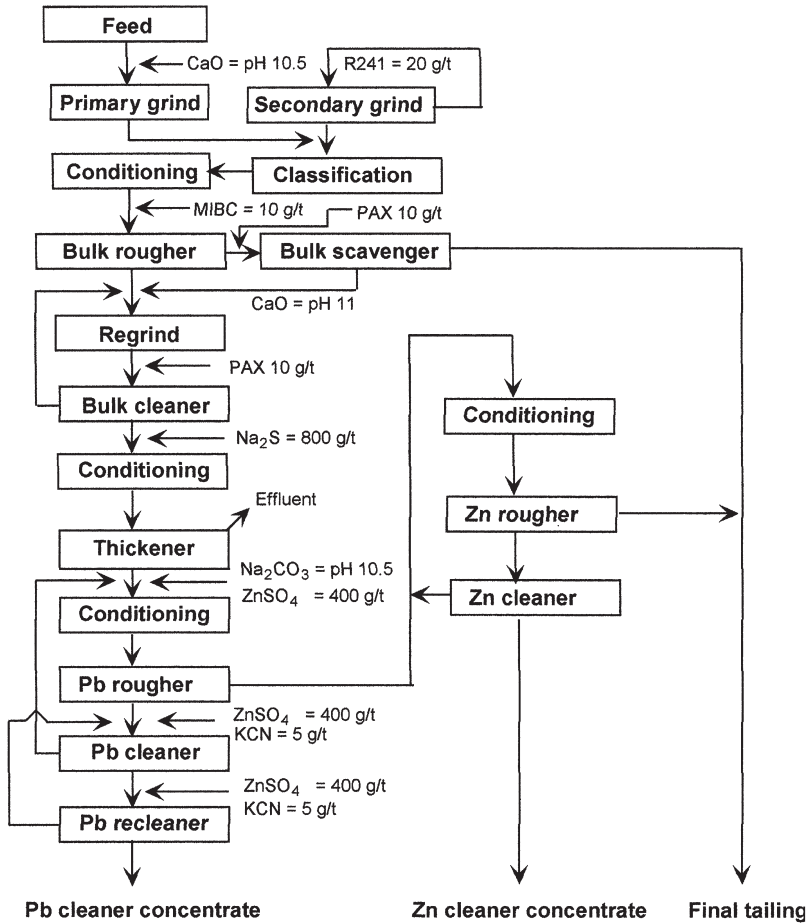 Feed
CaO = pH 10.5
R241 = 20 g/t
Primary grind
Secondary grind
Conditioning
Classification
MIBC = 10 g/t
PAX 10 g/t
Bulk rougher
Bulk scavenger
CaO = pH 11
Regrind
PAX 10 g/t
Bulk cleaner
Conditioning
Na2S = 800 g/t
Conditioning
Effluent
Zn rougher
Thickener
Na2CO3 = pH 10.5
ZnSO4 = 400 g/t
Zn cleaner
Conditioning
Pb rougher
ZnSO4 = 400 g/t
KCN = 5 g/t
Pb cleaner
ZnSO4 = 400 g/t
KCN = 5 g/t
Pb recleaner
Pb cleaner concentrate
Zn cleaner concentrate
Final tailing